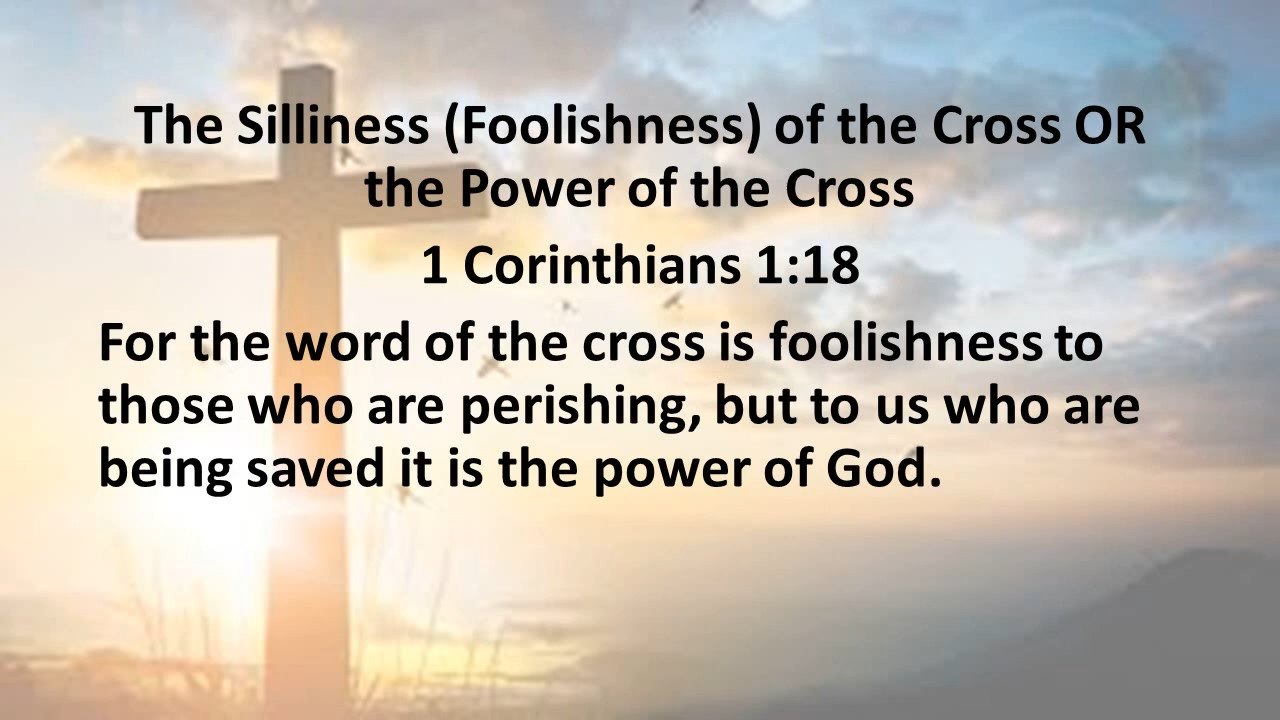 The Silliness (Foolishness) of the Cross OR
the Power of the Cross
1 Corinthians 1:18
For the word of the cross is foolishness to
those who are perishing, but to us who are
being saved it is the power of God.